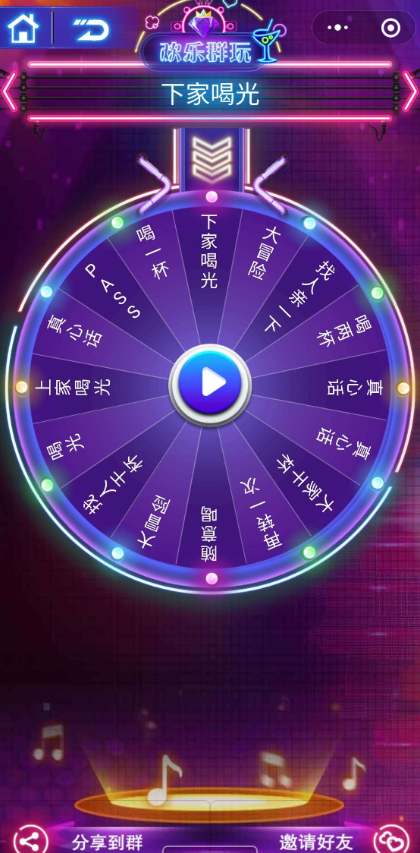 欢乐群玩
下家喝光
下家喝光
大冒险
找人亲一下
喝两杯
真心话
真心话
大师干杯
再转一次
随意喝
大冒险
找人干杯
喝光
上家喝光
真心话
PASS
喝一杯
分享到群
邀请好友